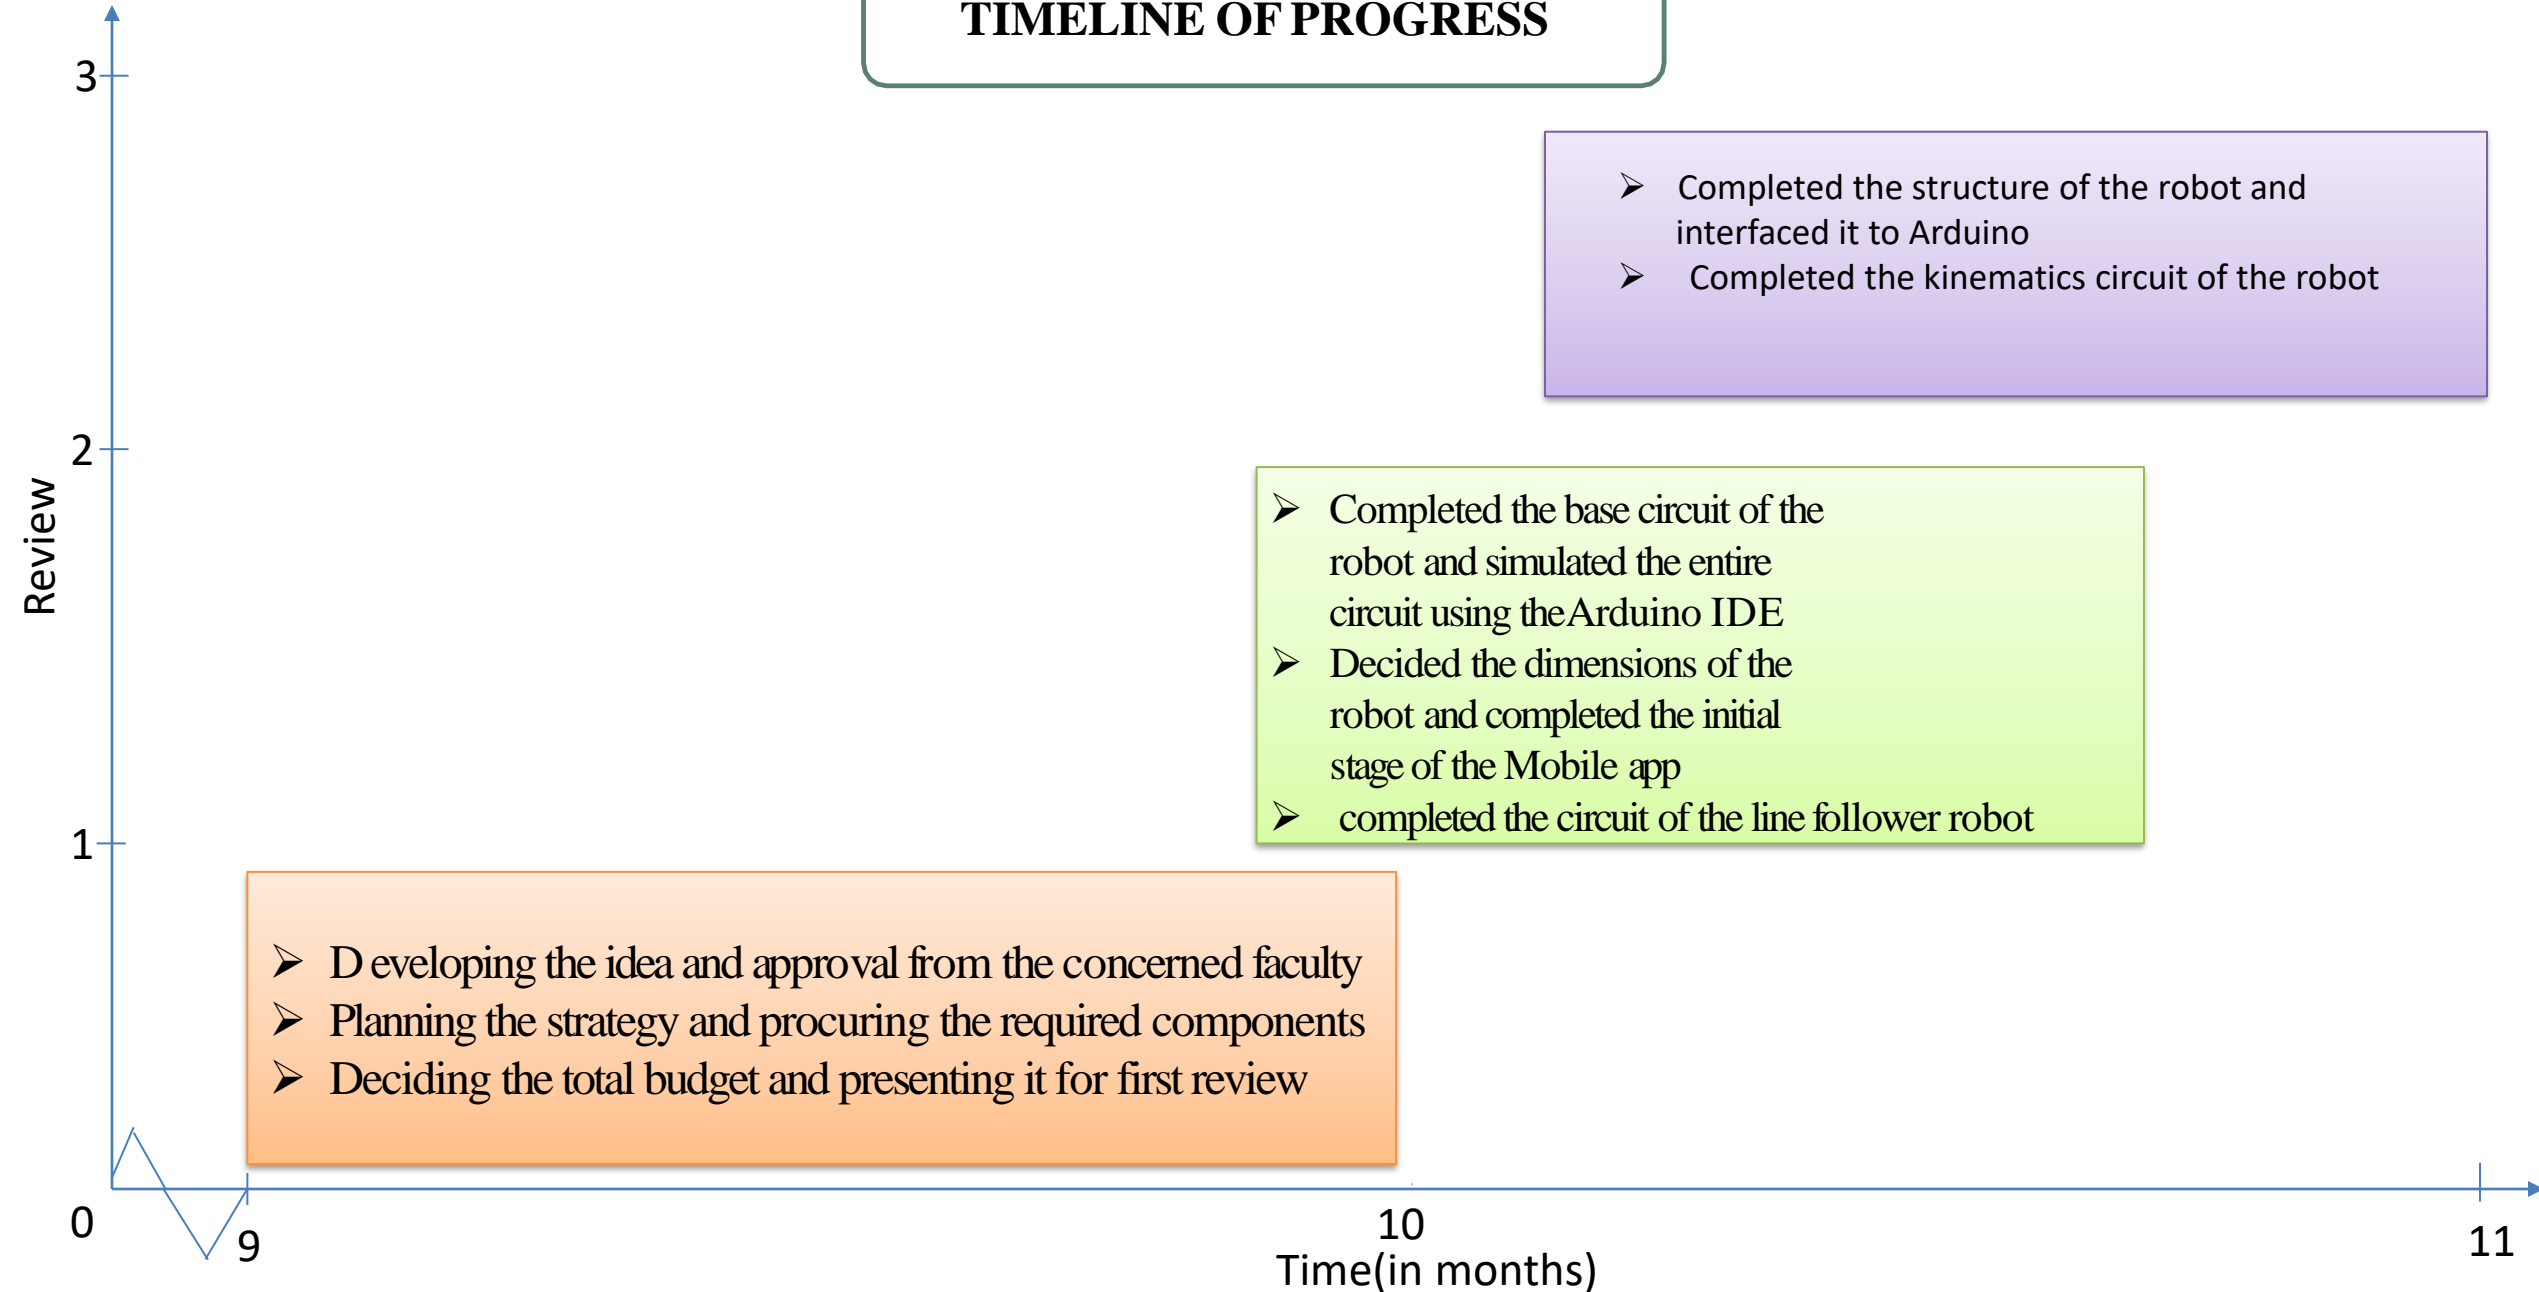 TIMELINE OF PROGRESS
3
➢ Completed the structure of the robot and
interfaced it to Arduino
➢ Completed the kinematics circuit of the robot
2
Review
➢ Completed the base circuit of the
robot and simulated the entire
circuit using theArduino IDE
➢ Decided the dimensions of the
robot and completed the initial
stage of the Mobile app
➢ completed the circuit of the line follower robot
1
➢ D eveloping the idea and approval from the concerned faculty
➢ Planning the strategy and procuring the required components
➢ Deciding the total budget and presenting it for first review
0
9
10
11
Time(in months)